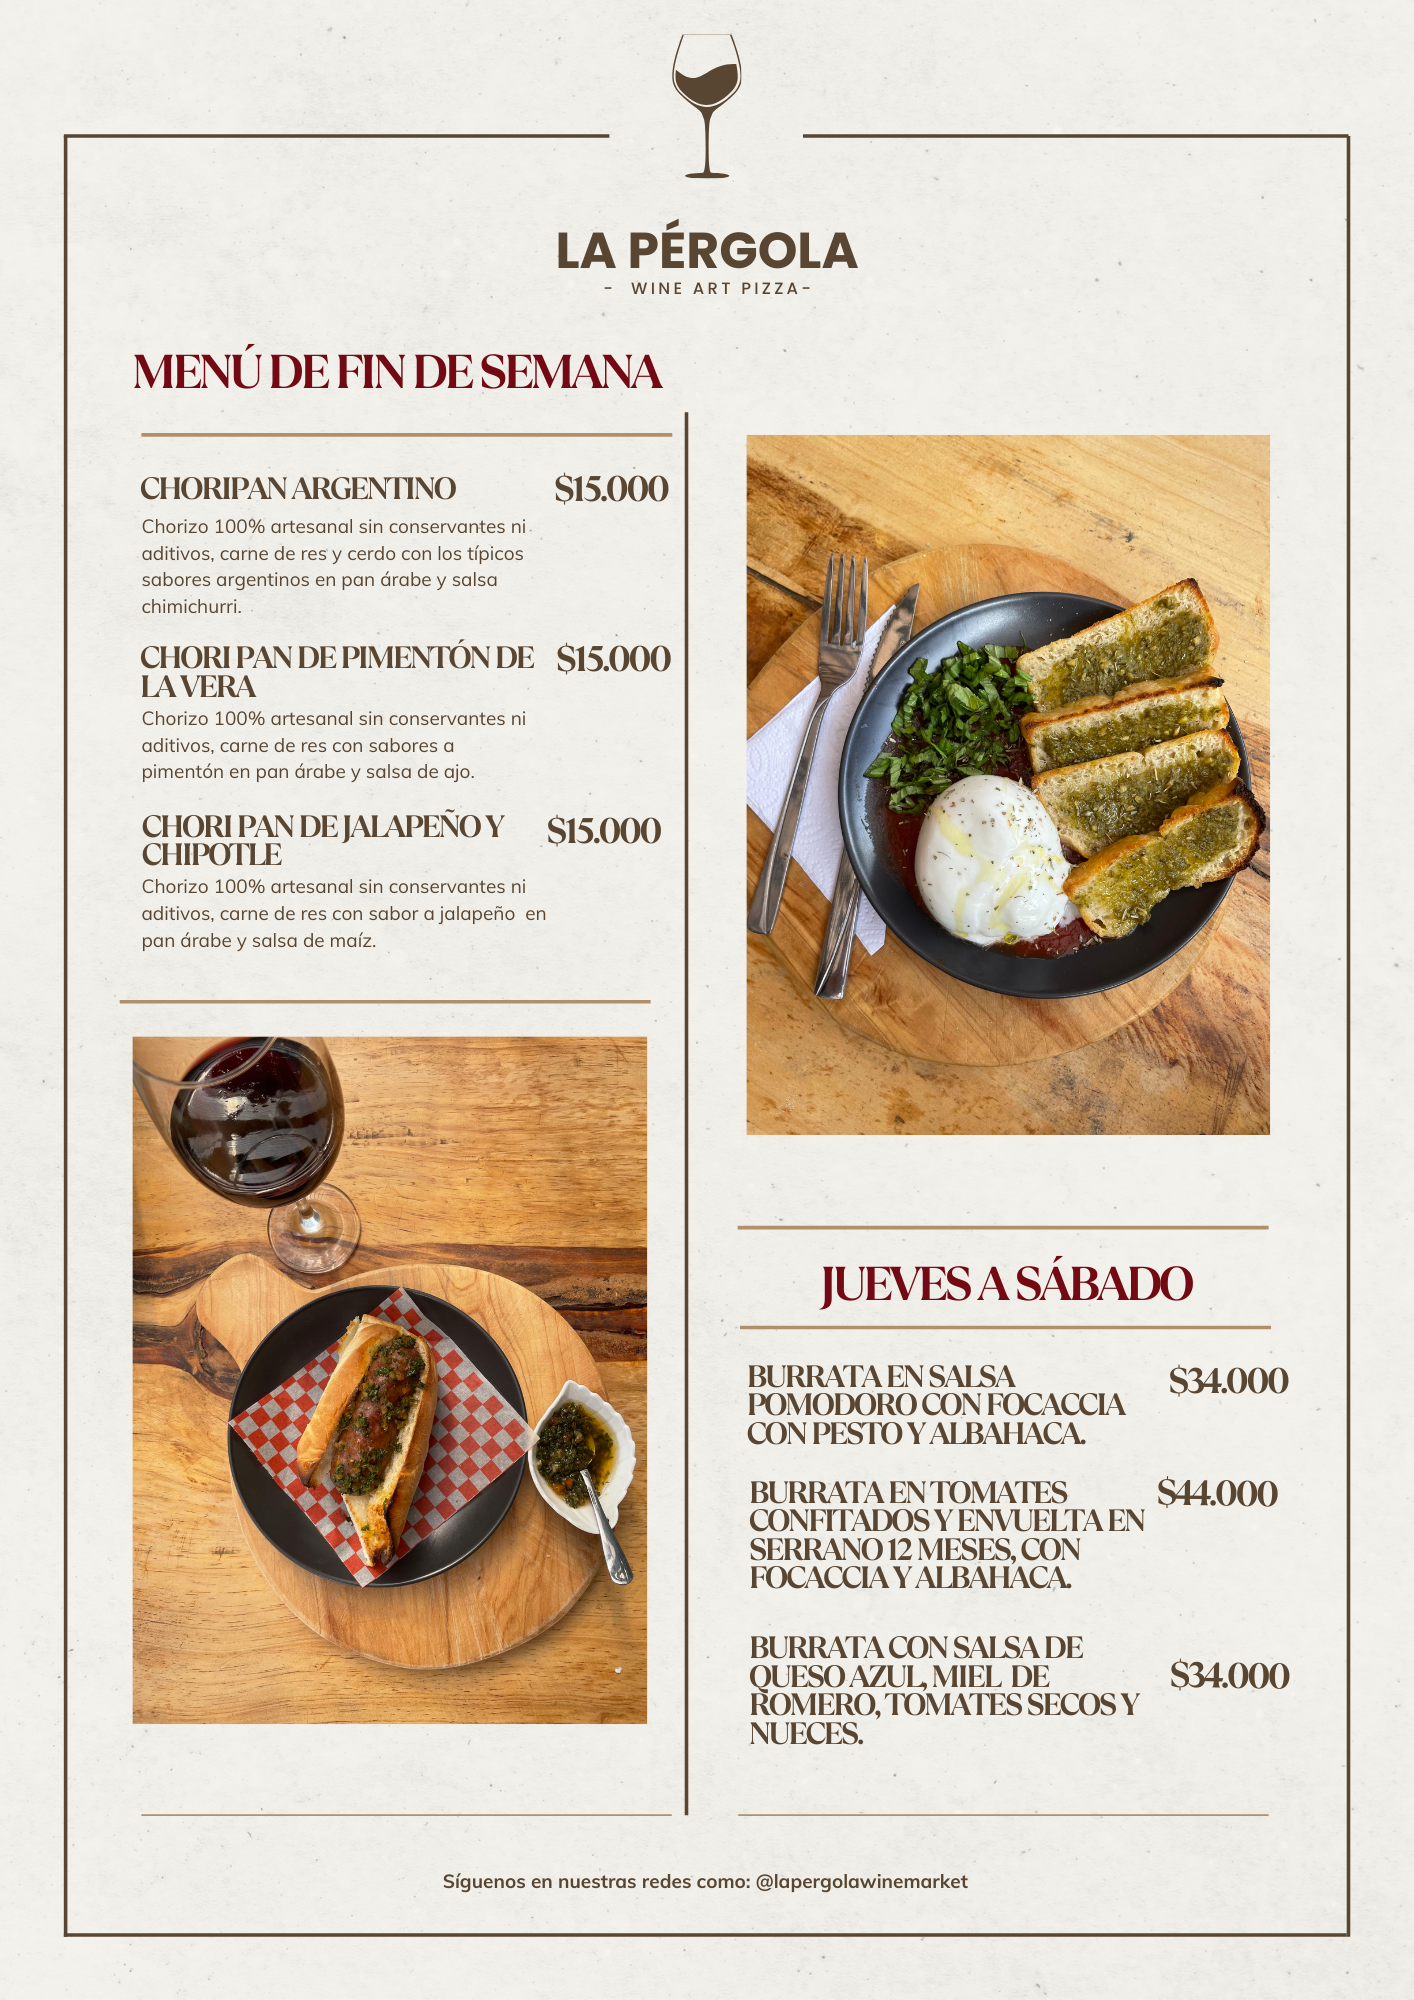 LA PÉRGOLA
- WINE ART PIZZA-
MENÚ DE FIN DE SEMANA
CHORIPAN ARGENTINO $15.000
Chorizo 100% artesanal sin conservantes ni
aditivos, carne de res y cerdo con los típicos
sabores argentinos en pan árabe y salsa
chimichurri.
CHORI PAN DE PIMENTÓN DE $15.000
LA VERA
Chorizo 100% artesanal sin conservantes ni
aditivos, carne de res con sabores a
pimentón en pan árabe y salsa de ajo.
CHORI PAN DE JALAPEÑO Y $15.000
CHIPOTLE
Chorizo 100% artesanal sin conservantes ni
aditivos, carne de res con sabor a jalapeño en
pan árabe y salsa de maíz.
JUEVES A SÁBADO
BURRATA EN SALSA $34.000
POMODORO CON FOCACCIA
CON PESTO Y ALBAHACA.
BURRATA EN TOMATES $44.000
CONFITADOS Y ENVUELTA EN
SERRANO 12 MESES, CON
FOCACCIA Y ALBAHACA.
BURRATA CON SALSA DE
QUESO AZUL, MIEL DE $34.000
ROMERO, TOMATES SECOS Y
NUECES.
Síguenos en nuestras redes como: @lapergolawinemarket